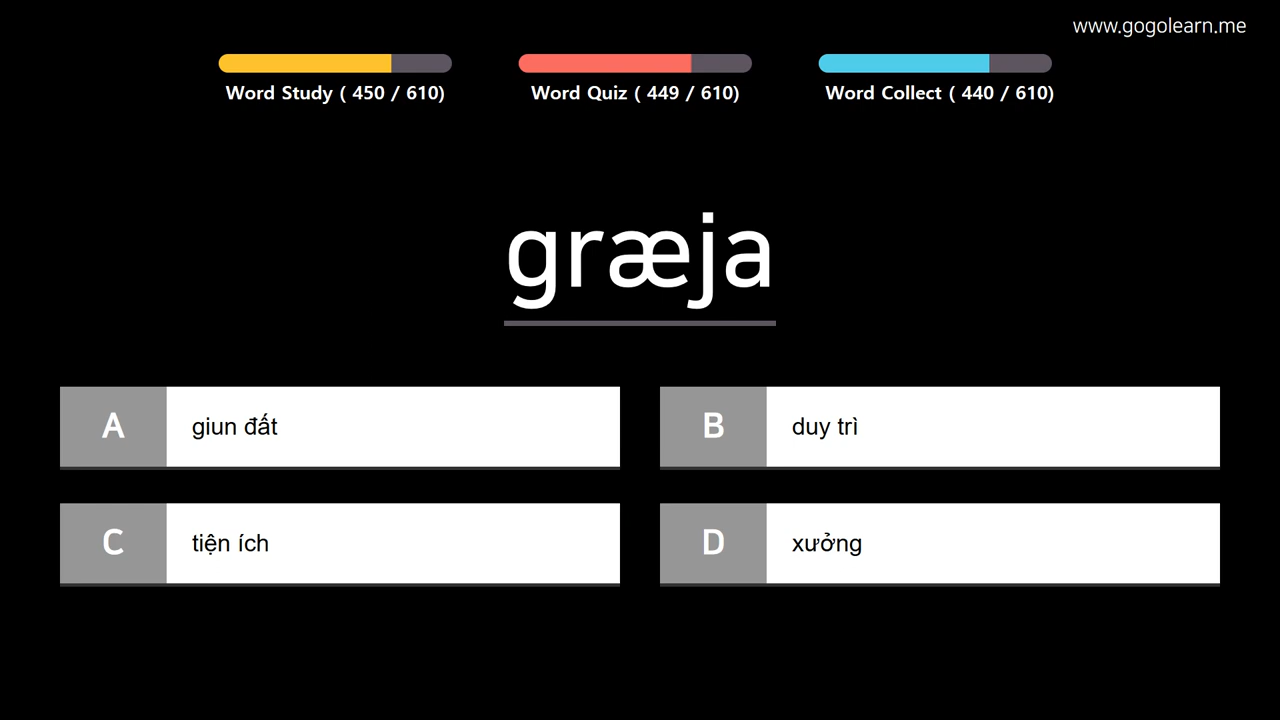 www.gogolearn.me
Word Study ( 450 / 610)
Word Quiz ( 449 / 610)
Word Collect ( 440 / 610)
græja
A giun đất
B duy trì
C tiện ích
D xưởng